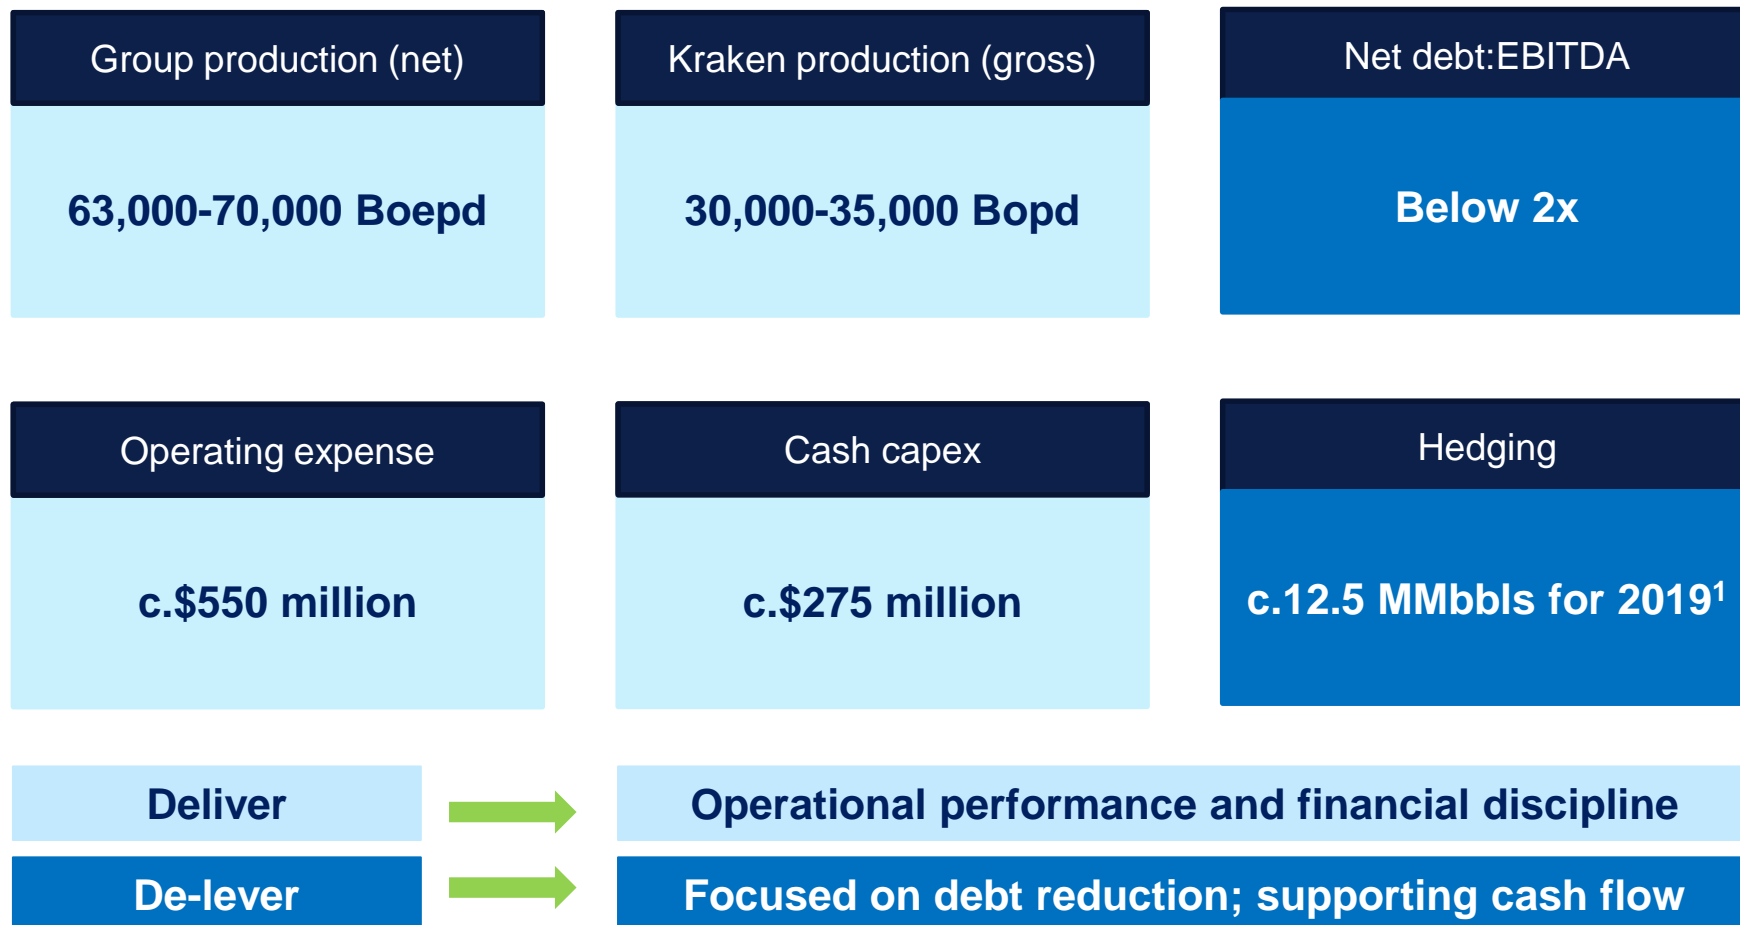 Group production (net)
63,000-70,000 Boepd
Kraken production (gross)
30,000-35,000 Bopd
Net debt:EBITDA
Below 2x
Operating expense
c.$550 million
Cash capex
c.$275 million
Hedging
c.12.5 MMbbls for 2019¹
Deliver
Operational performance and financial discipline
De-lever
Focused on debt reduction; supporting cash flow